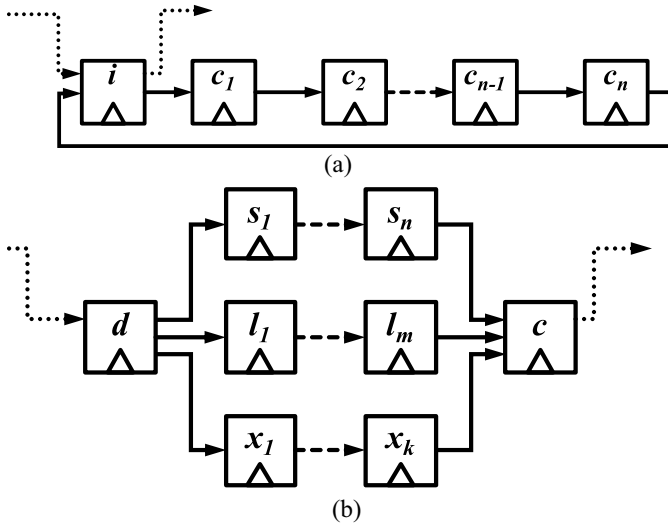 i c₁ c₂ cₙ₋₁ cₙ
(a)
s₁ sₙ
d l₁ lₘ c
x₁ xₖ
(b)